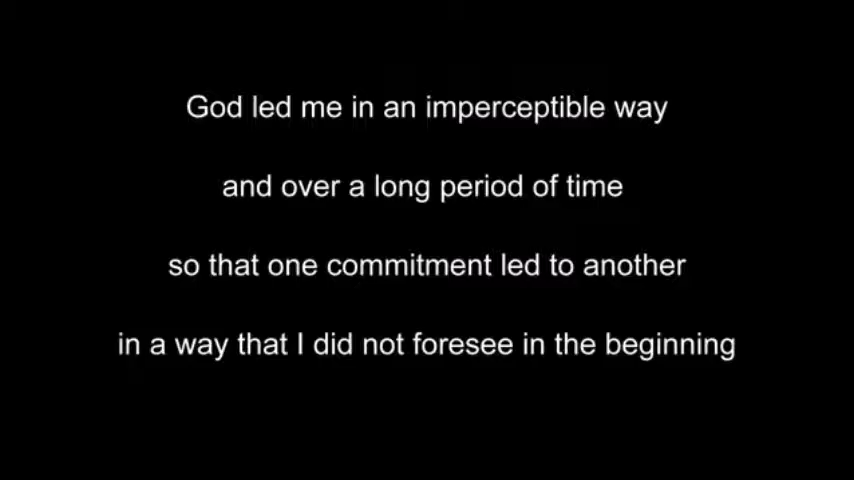 God led me in an imperceptible way
and over a long period of time
so that one commitment led to another
in a way that I did not foresee in the beginning